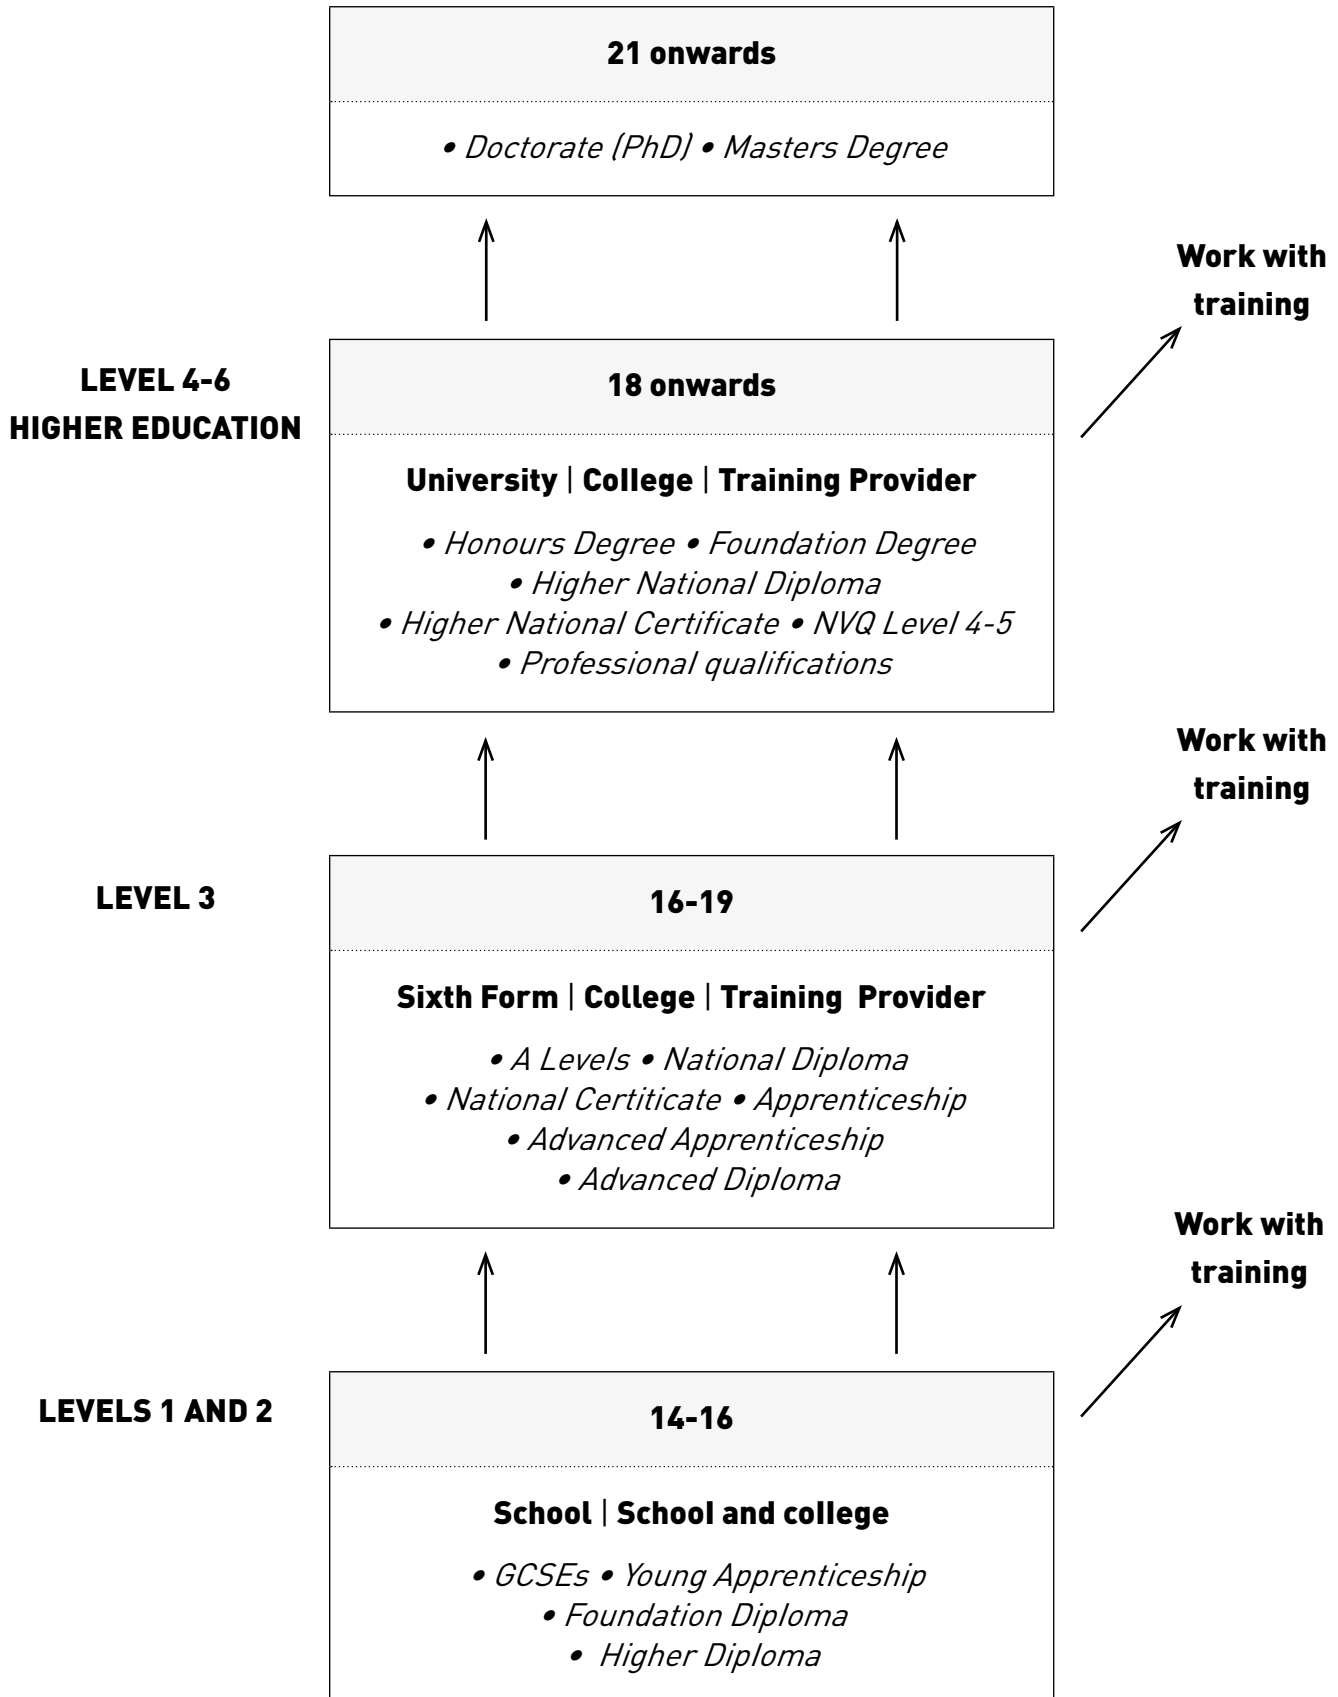 21 onwards
• Doctorate (PhD) • Masters Degree
Work with
training
LEVEL 4-6
HIGHER EDUCATION
18 onwards
University | College | Training Provider
• Honours Degree • Foundation Degree
• Higher National Diploma
• Higher National Certificate • NVQ Level 4-5
• Professional qualifications
Work with
training
LEVEL 3
16-19
Sixth Form | College | Training Provider
• A Levels • National Diploma
• National Certiticate • Apprenticeship
• Advanced Apprenticeship
• Advanced Diploma
Work with
training
LEVELS 1 AND 2
14-16
School | School and college
• GCSEs • Young Apprenticeship
• Foundation Diploma
• Higher Diploma